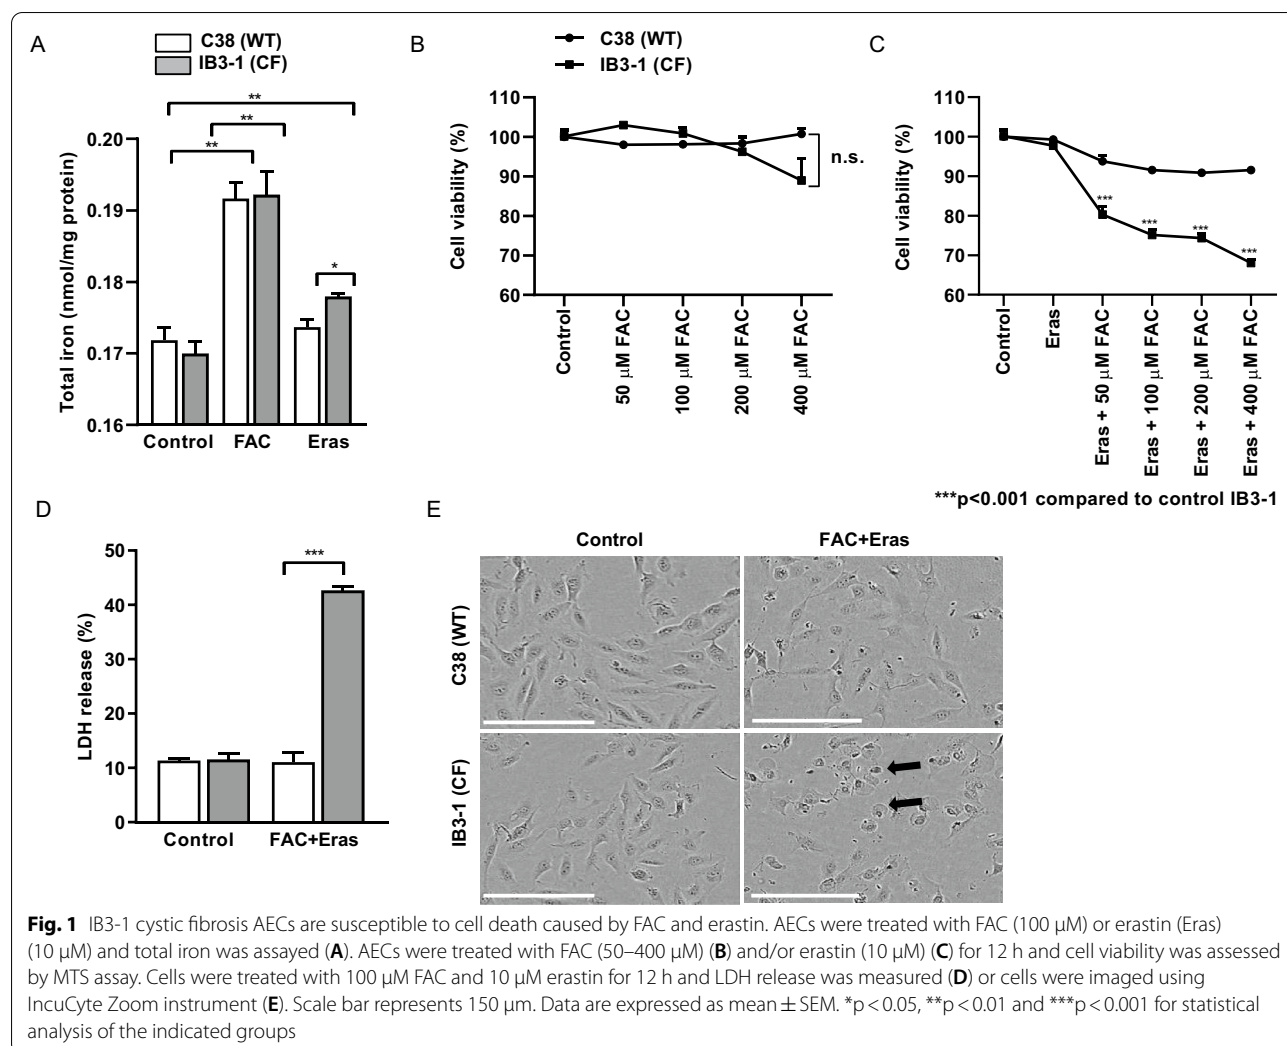 A
C38 (WT)
IB3-1 (CF)
**
**
**
*
0.20
0.19
0.18
0.17
0.16
Total iron (nmol/mg protein)
Control FAC Eras
B
C38 (WT)
IB3-1 (CF)
110
100
90
80
70
60
Cell viability (%)
n.s.
Control
50 μM FAC
100 μM FAC
200 μM FAC
400 μM FAC
C
110
100
90
80
70
60
Cell viability (%)
***
***
***
***
Control
Eras
Eras + 50 μM FAC
Eras + 100 μM FAC
Eras + 200 μM FAC
Eras + 400 μM FAC
***p<0.001 compared to control IB3-1
D
50
40
30
20
10
0
LDH release (%)
***
Control FAC+Eras
E
Control FAC+Eras
C38 (WT)
IB3-1 (CF)
Fig. 1 IB3-1 cystic fibrosis AECs are susceptible to cell death caused by FAC and erastin. AECs were treated with FAC (100 μM) or erastin (Eras)
(10 μM) and total iron was assayed (A). AECs were treated with FAC (50–400 μM) (B) and/or erastin (10 μM) (C) for 12 h and cell viability was assessed
by MTS assay. Cells were treated with 100 μM FAC and 10 μM erastin for 12 h and LDH release was measured (D) or cells were imaged using
IncuCyte Zoom instrument (E). Scale bar represents 150 μm. Data are expressed as mean ± SEM. *p < 0.05, **p < 0.01 and ***p < 0.001 for statistical
analysis of the indicated groups